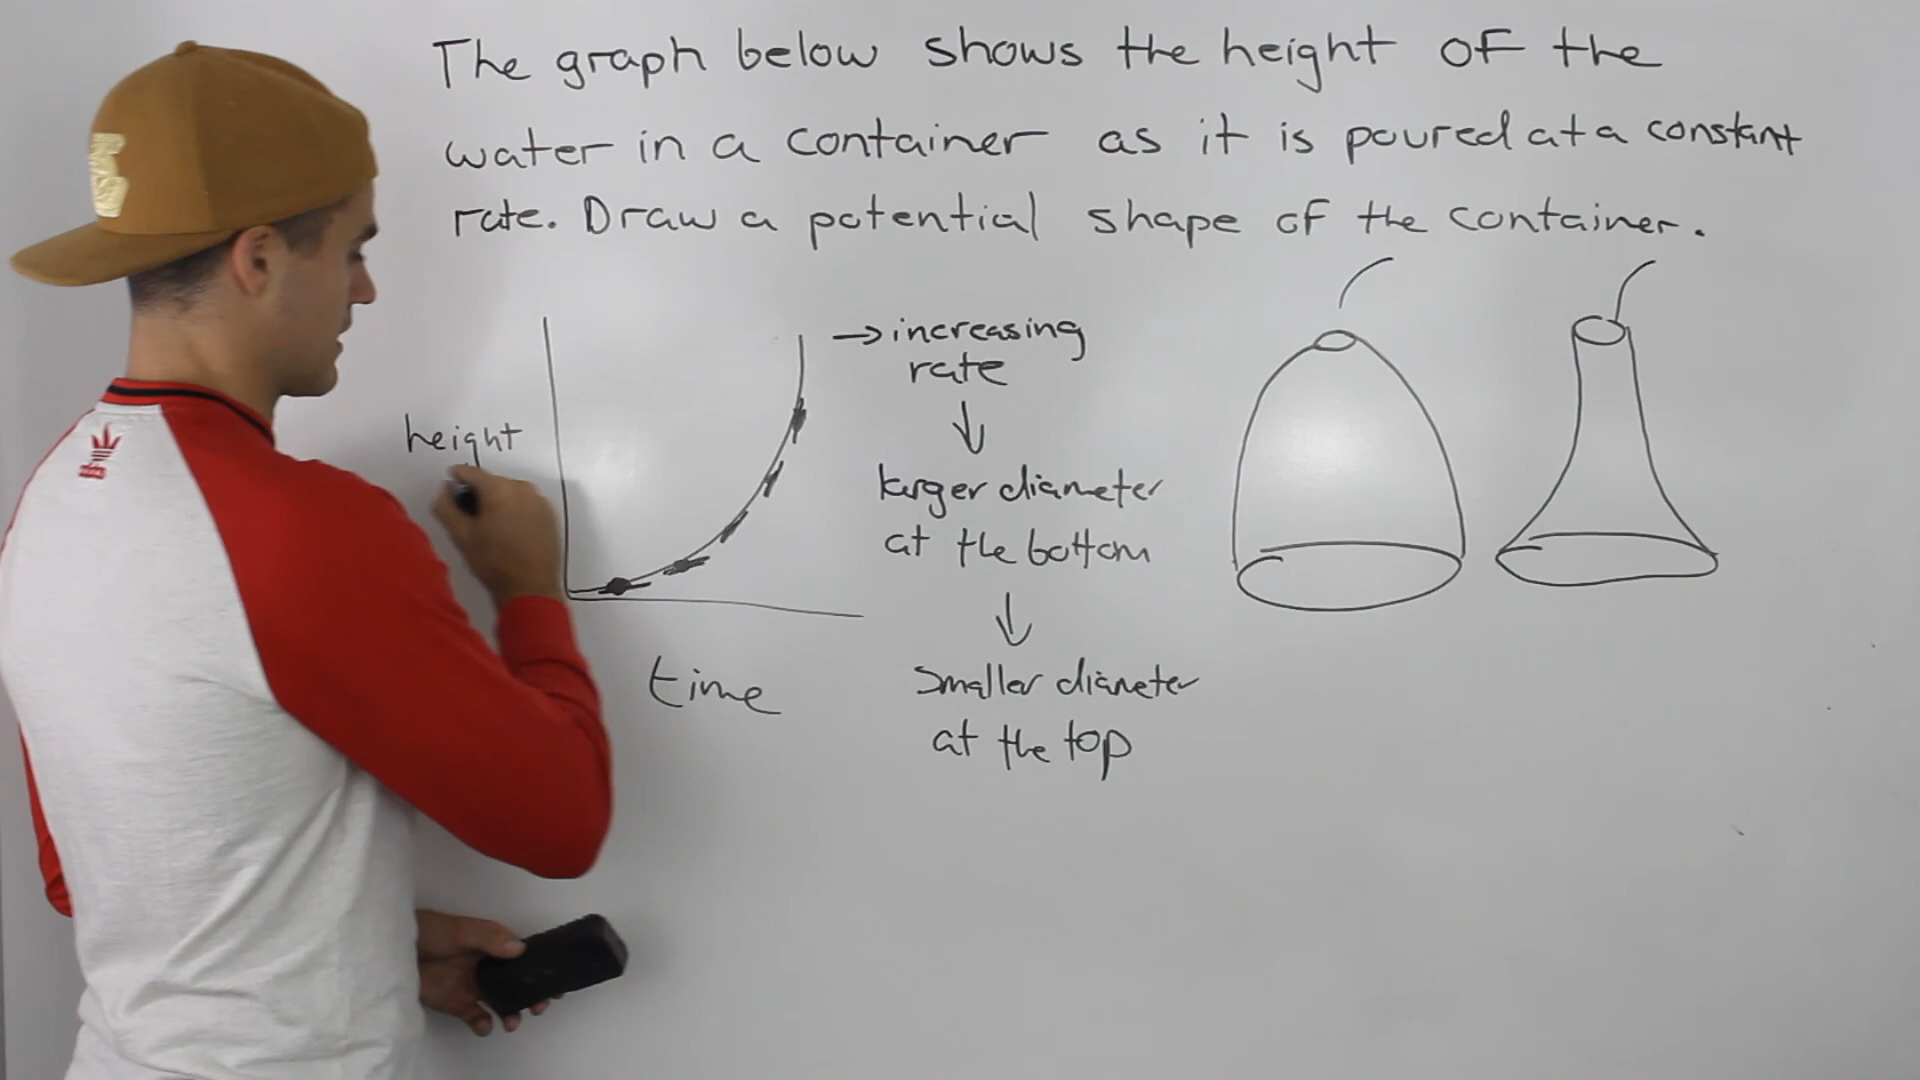 The graph below shows the height of the
water in a container as it is poured at a constant
rate. Draw a potential shape of the container.
height
time
→ increasing
rate
↓
larger diameter
at the bottom
↓
smaller diameter
at the top